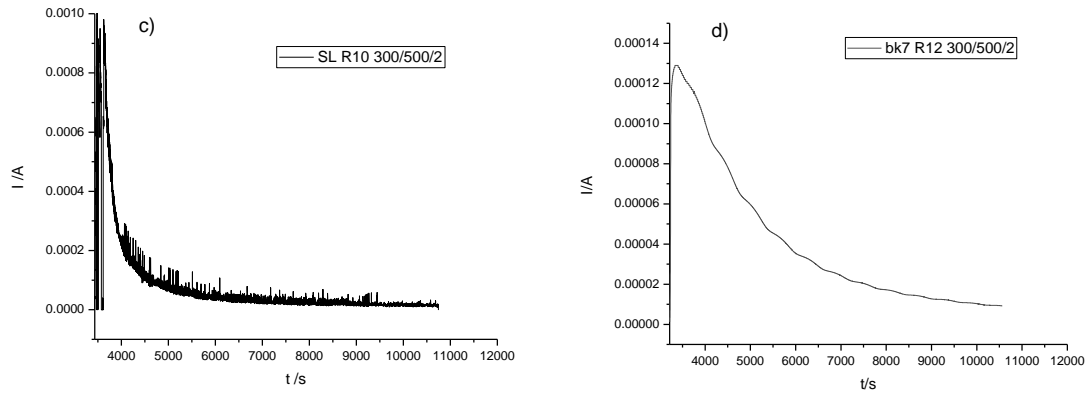 c)
SL R10 300/500/2
0.0010
0.0008
0.0006
0.0004
0.0002
0.0000
I /A
4000 5000 6000 7000 8000 9000 10000 11000 12000
t /s
d)
bk7 R12 300/500/2
0.00014
0.00012
0.00010
0.00008
0.00006
0.00004
0.00002
0.00000
I/A
4000 5000 6000 7000 8000 9000 10000 11000 12000
t/s